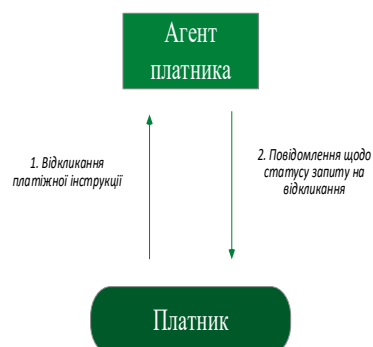 Агент
платника
1. Відкликання
платіжної інструкції
2. Повідомлення щодо
статусу запиту на
відкликання
Платник